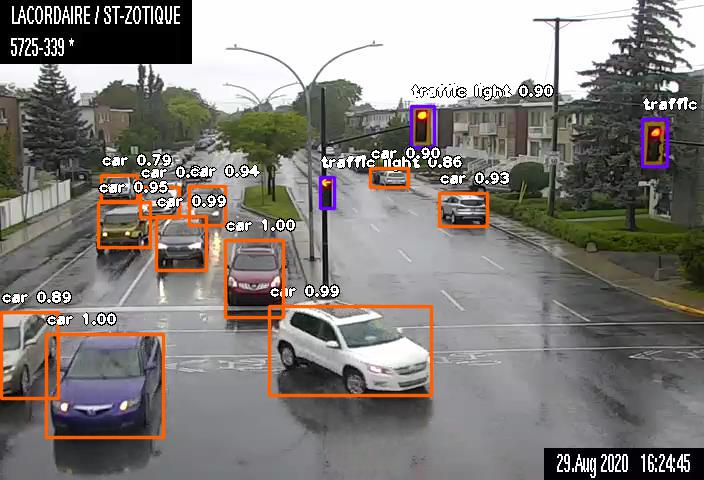 LACORDAIRE / ST-ZOTIQUE
5725-339 *
traffic light 0.90
traffic
car 0.79
car 0.94
traffic light 0.86
car 0.90
car 0.95
car 0.93
car 0.99
car 1.00
car 0.89
car 0.99
car 1.00
29.Aug 2020 16:24:45